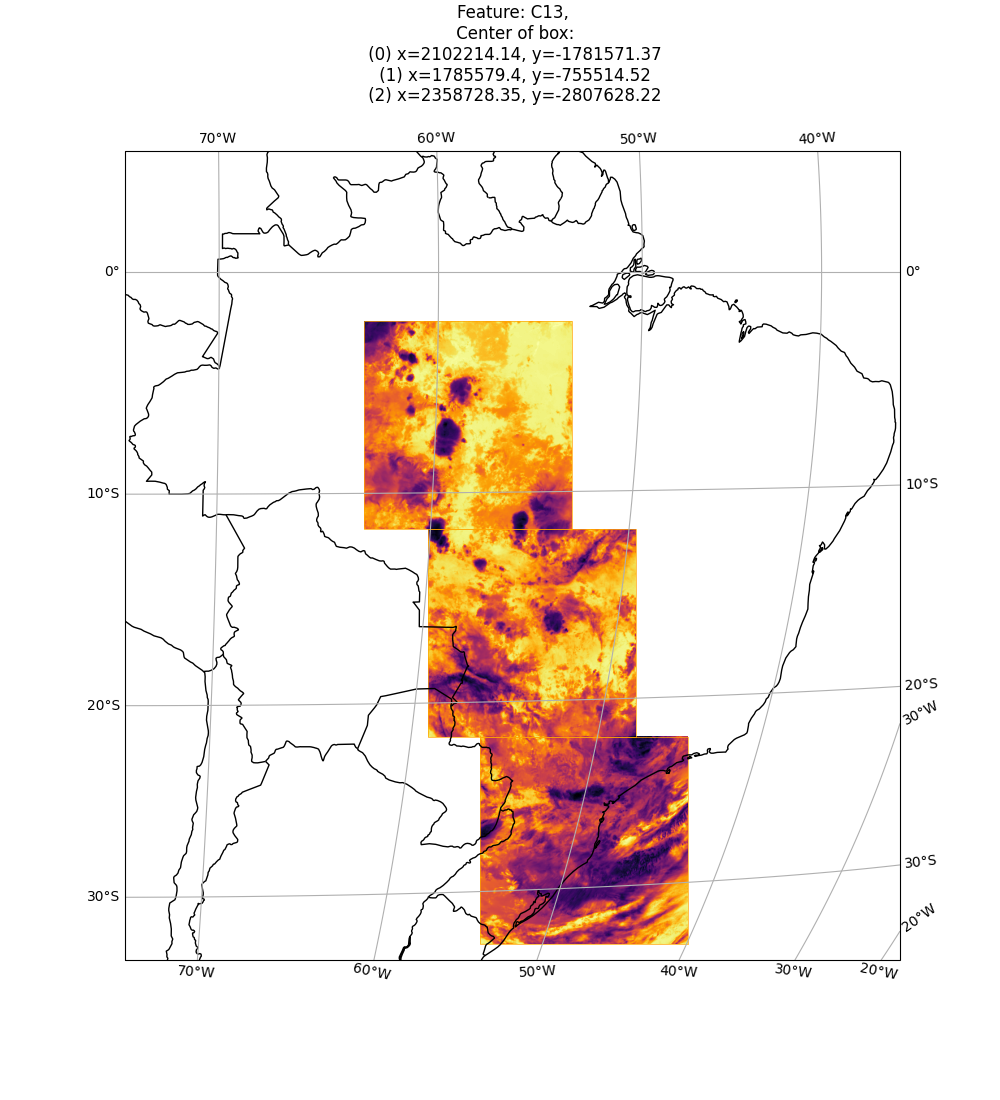 Feature: C13,
Center of box:
(0) x=2102214.14, y=-1781571.37
(1) x=1785579.4, y=-755514.52
(2) x=2358728.35, y=-2807628.22
70°W 60°W 50°W 40°W
0° 0°
10°S 10°S
20°S 20°S
30°W
30°S 30°S
20°W
70°W 60°W 50°W 40°W 30°W 20°W